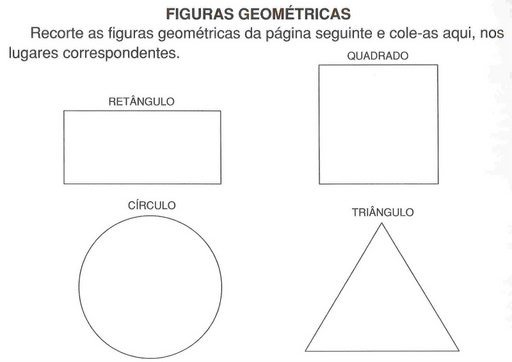 FIGURAS GEOMÉTRICAS
Recorte as figuras geométricas da página seguinte e cole-as aqui, nos
lugares correspondentes.
QUADRADO
RETÂNGULO
CÍRCULO
TRIÂNGULO